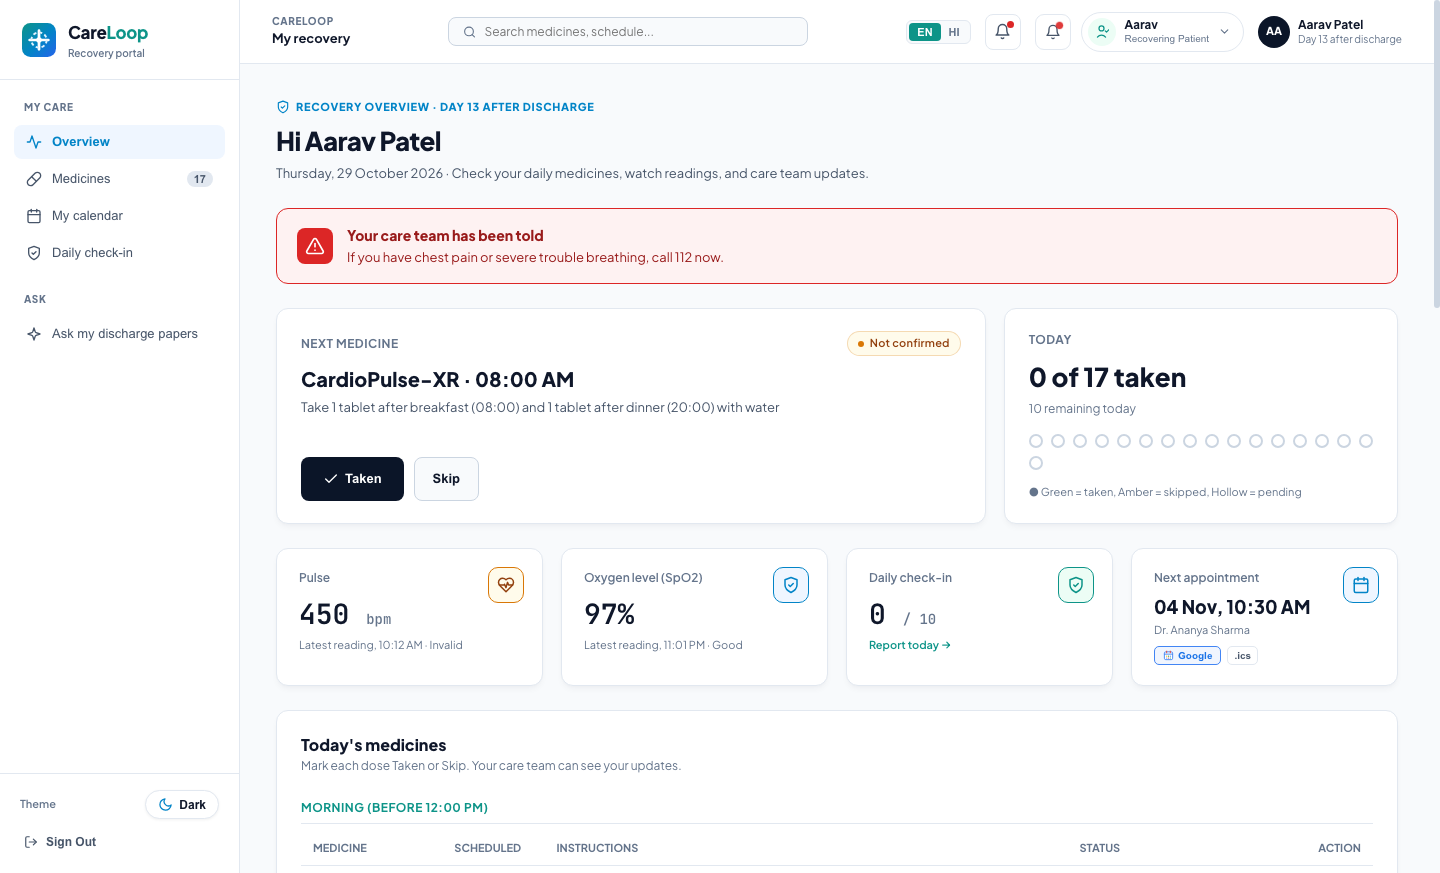 CareLoop
Recovery portal
MY CARE
Overview
Medicines 17
My calendar
Daily check-in
ASK
Ask my discharge papers
Theme Dark
Sign Out
CARELOOP
My recovery
Search medicines, schedule...
EN HI
Aarav
Recovering Patient
AA
Aarav Patel
Day 13 after discharge
RECOVERY OVERVIEW · DAY 13 AFTER DISCHARGE
Hi Aarav Patel
Thursday, 29 October 2026 · Check your daily medicines, watch readings, and care team updates.
Your care team has been told
If you have chest pain or severe trouble breathing, call 112 now.
NEXT MEDICINE
Not confirmed
CardioPulse-XR · 08:00 AM
Take 1 tablet after breakfast (08:00) and 1 tablet after dinner (20:00) with water
Taken
Skip
TODAY
0 of 17 taken
10 remaining today
Green = taken, Amber = skipped, Hollow = pending
Pulse
450 bpm
Latest reading, 10:12 AM · Invalid
Oxygen level (SpO2)
97%
Latest reading, 11:01 PM · Good
Daily check-in
0 / 10
Report today →
Next appointment
04 Nov, 10:30 AM
Dr. Ananya Sharma
Google
.ics
Today's medicines
Mark each dose Taken or Skip. Your care team can see your updates.
MORNING (BEFORE 12:00 PM)
MEDICINE SCHEDULED INSTRUCTIONS STATUS ACTION